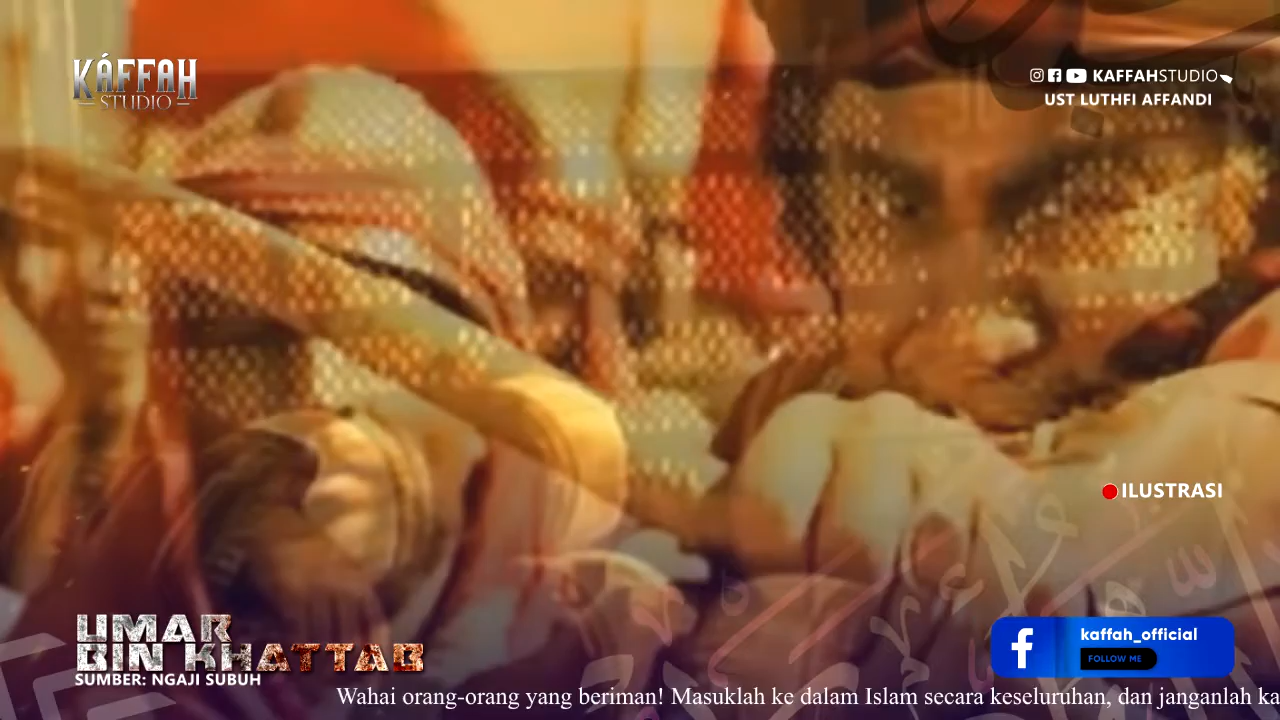 KÁFFAH
STUDIO
KAFFAHSTUDIO
UST LUTHFI AFFANDI
ILUSTRASI
UMAR
BIN KHATTAB
SUMBER: NGAJI SUBUH
kaffah_official
FOLLOW ME
Wahai orang-orang yang beriman! Masuklah ke dalam Islam secara keseluruhan, dan janganlah ka